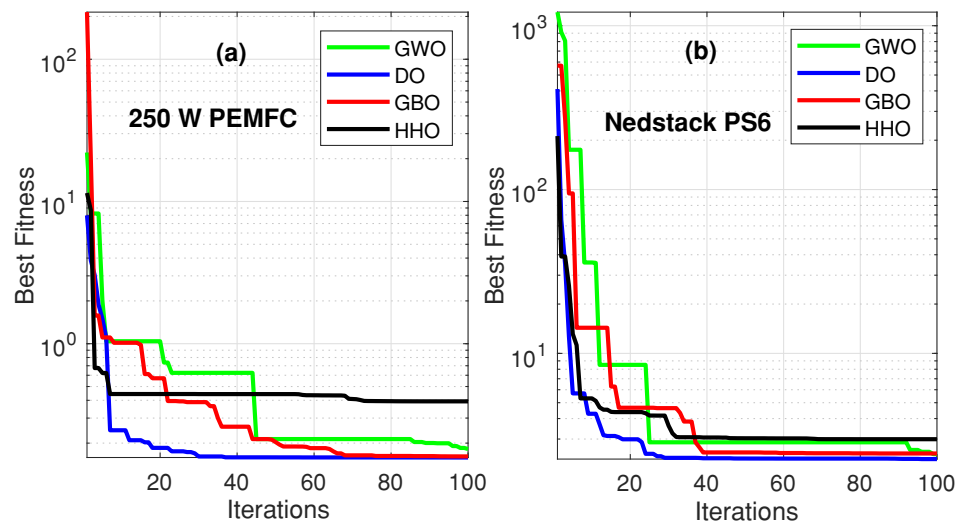 (a)
250 W PEMFC
GWO
DO
GBO
HHO
Best Fitness
10^2
10^1
10^0
20
40
60
80
100
Iterations
(b)
Nedstack PS6
GWO
DO
GBO
HHO
Best Fitness
10^3
10^2
10^1
20
40
60
80
100
Iterations